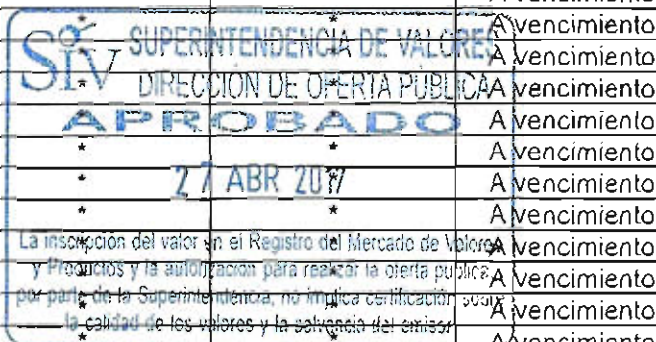 A vencimiento
SIV SUPERINTENDENCIA DE VALORES A vencimiento
* * A vencimiento
DIRECCIÓN DE OFERTA PÚBLICA A vencimiento
APROBADO A vencimiento
* * A vencimiento
27 ABR 2017 A vencimiento
* * A vencimiento
La inscripción del valor en el Registro del Mercado de Valores A vencimiento
y Productos y la autorización para realizar la oferta pública A vencimiento
por parte de la Superintendencia, no implica certificación sobre A vencimiento
la calidad de los valores y la solvencia del emisor
* A vencimiento